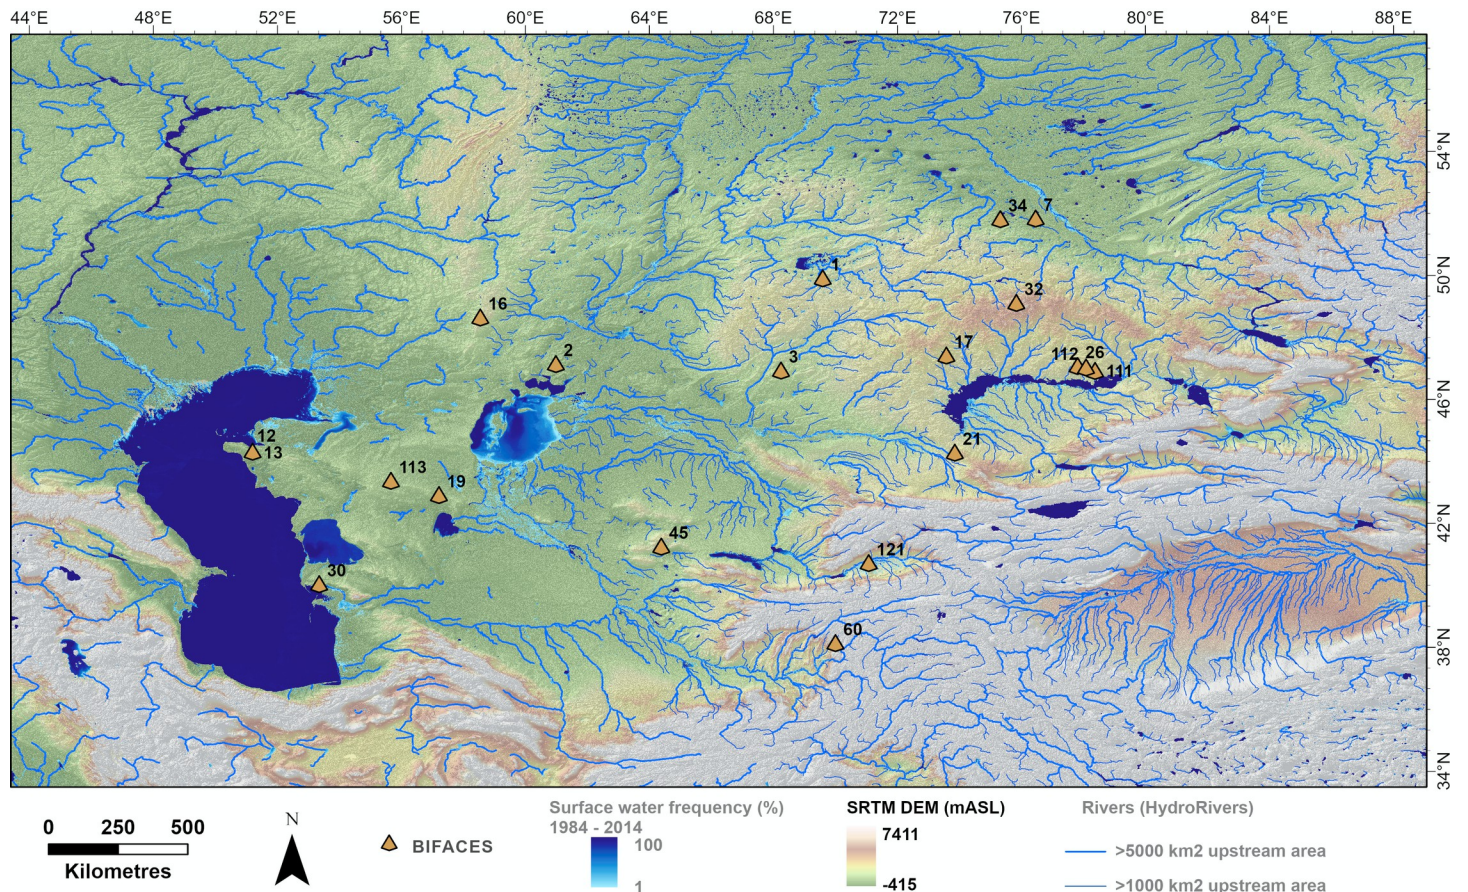 44°E 48°E 52°E 56°E 60°E 64°E 68°E 72°E 76°E 80°E 84°E 88°E
54°N
34 7
50°N
1
32
16
17
2
3
112 26
111
46°N
12
13
21
113
19
42°N
45
121
30
60
38°N
34°N
0 250 500
Kilometres
N
BIFACES
Surface water frequency (%)
1984 - 2014
100
1
SRTM DEM (mASL)
7411
-415
Rivers (HydroRivers)
>5000 km2 upstream area
>1000 km2 upstream area